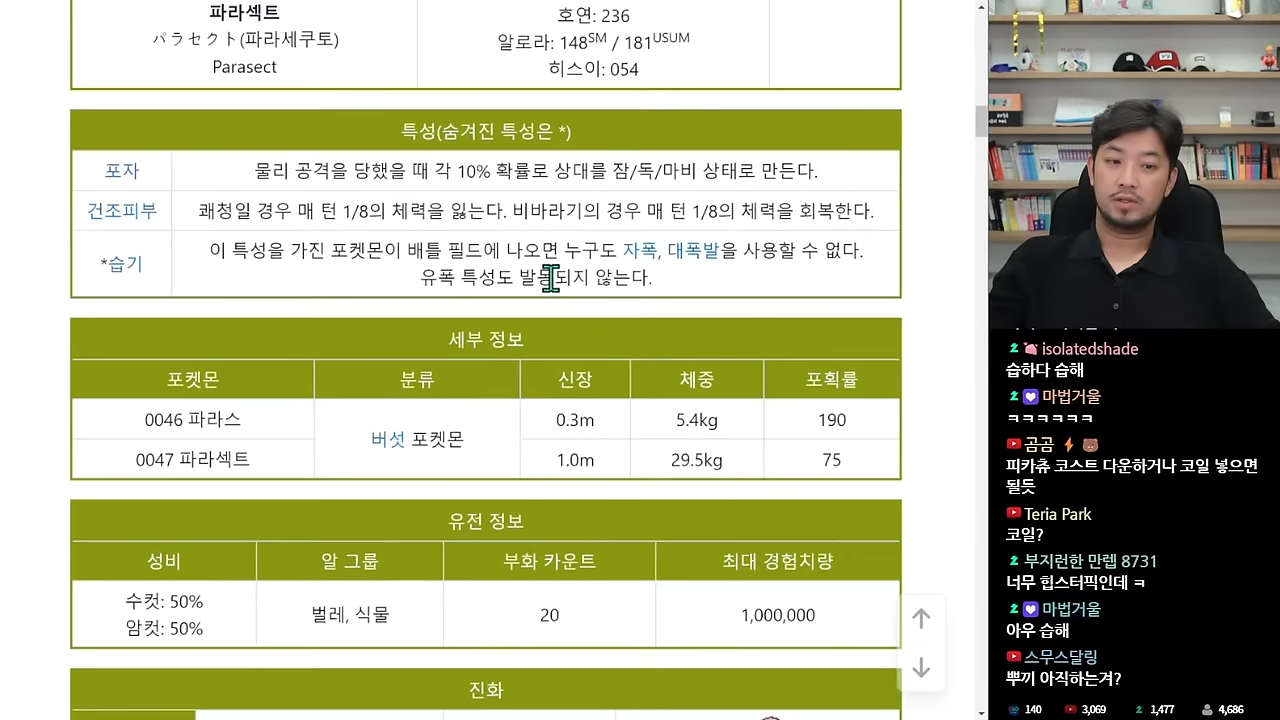 파라섹트
パラセクト(파라세쿠토)
Parasect
호연: 236
알로라: 148SM / 181USUM
히스이: 054
특성(숨겨진 특성은 *)
포자
물리 공격을 당했을 때 각 10% 확률로 상대를 잠/독/마비 상태로 만든다.
건조피부
쾌청일 경우 매 턴 1/8의 체력을 잃는다. 비바라기의 경우 매 턴 1/8의 체력을 회복한다.
*습기
이 특성을 가진 포켓몬이 배틀 필드에 나오면 누구도 자폭, 대폭발을 사용할 수 없다.
유폭 특성도 발동되지 않는다.
세부 정보
포켓몬 분류 신장 체중 포획률
0046 파라스 0.3m 5.4kg 190
버섯 포켓몬
0047 파라섹트 1.0m 29.5kg 75
유전 정보
성비 알 그룹 부화 카운트 최대 경험치량
수컷: 50%
암컷: 50%
벌레, 식물 20 1,000,000
진화
isolatedshade
습하다 습해
마법거울
ㅋㅋㅋㅋㅋㅋ
곰곰
피카츄 코스트 다운하거나 코일 넣으면
될듯
Teria Park
코일?
부지런한 만렙 8731
너무 힙스터픽인데 ㅋ
마법거울
아우 습해
스무스달링
뿌끼 아직하는겨?
140 3,069 1,477 4,686